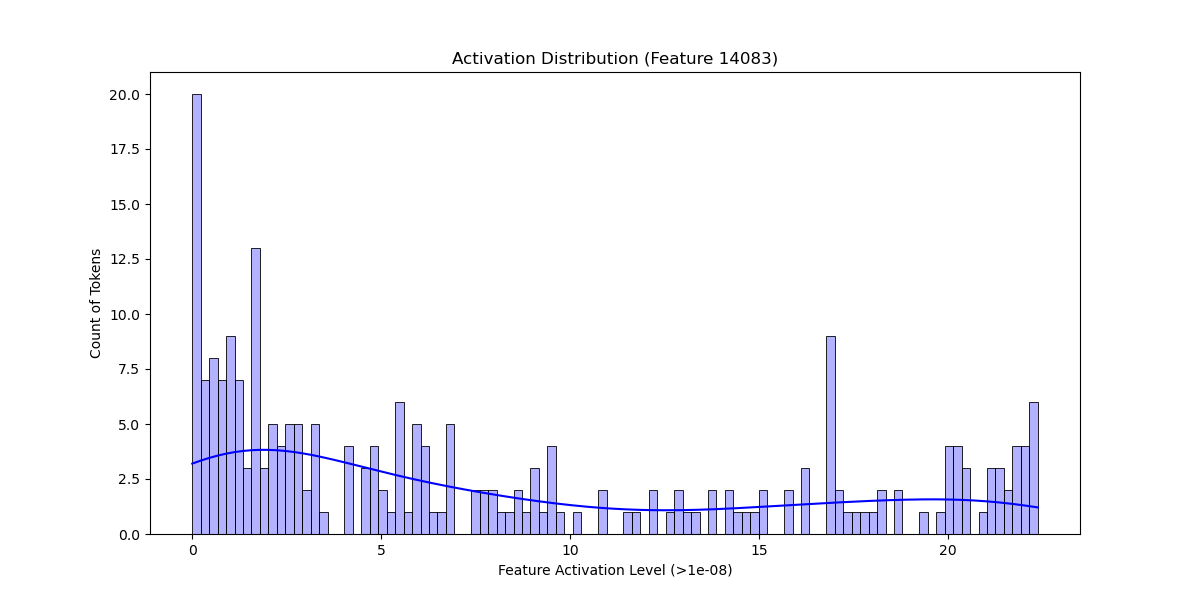 Activation Distribution (Feature 14083)
20.0
17.5
15.0
12.5
10.0
7.5
5.0
2.5
0.0
Count of Tokens
0 5 10 15 20
Feature Activation Level (>1e-08)